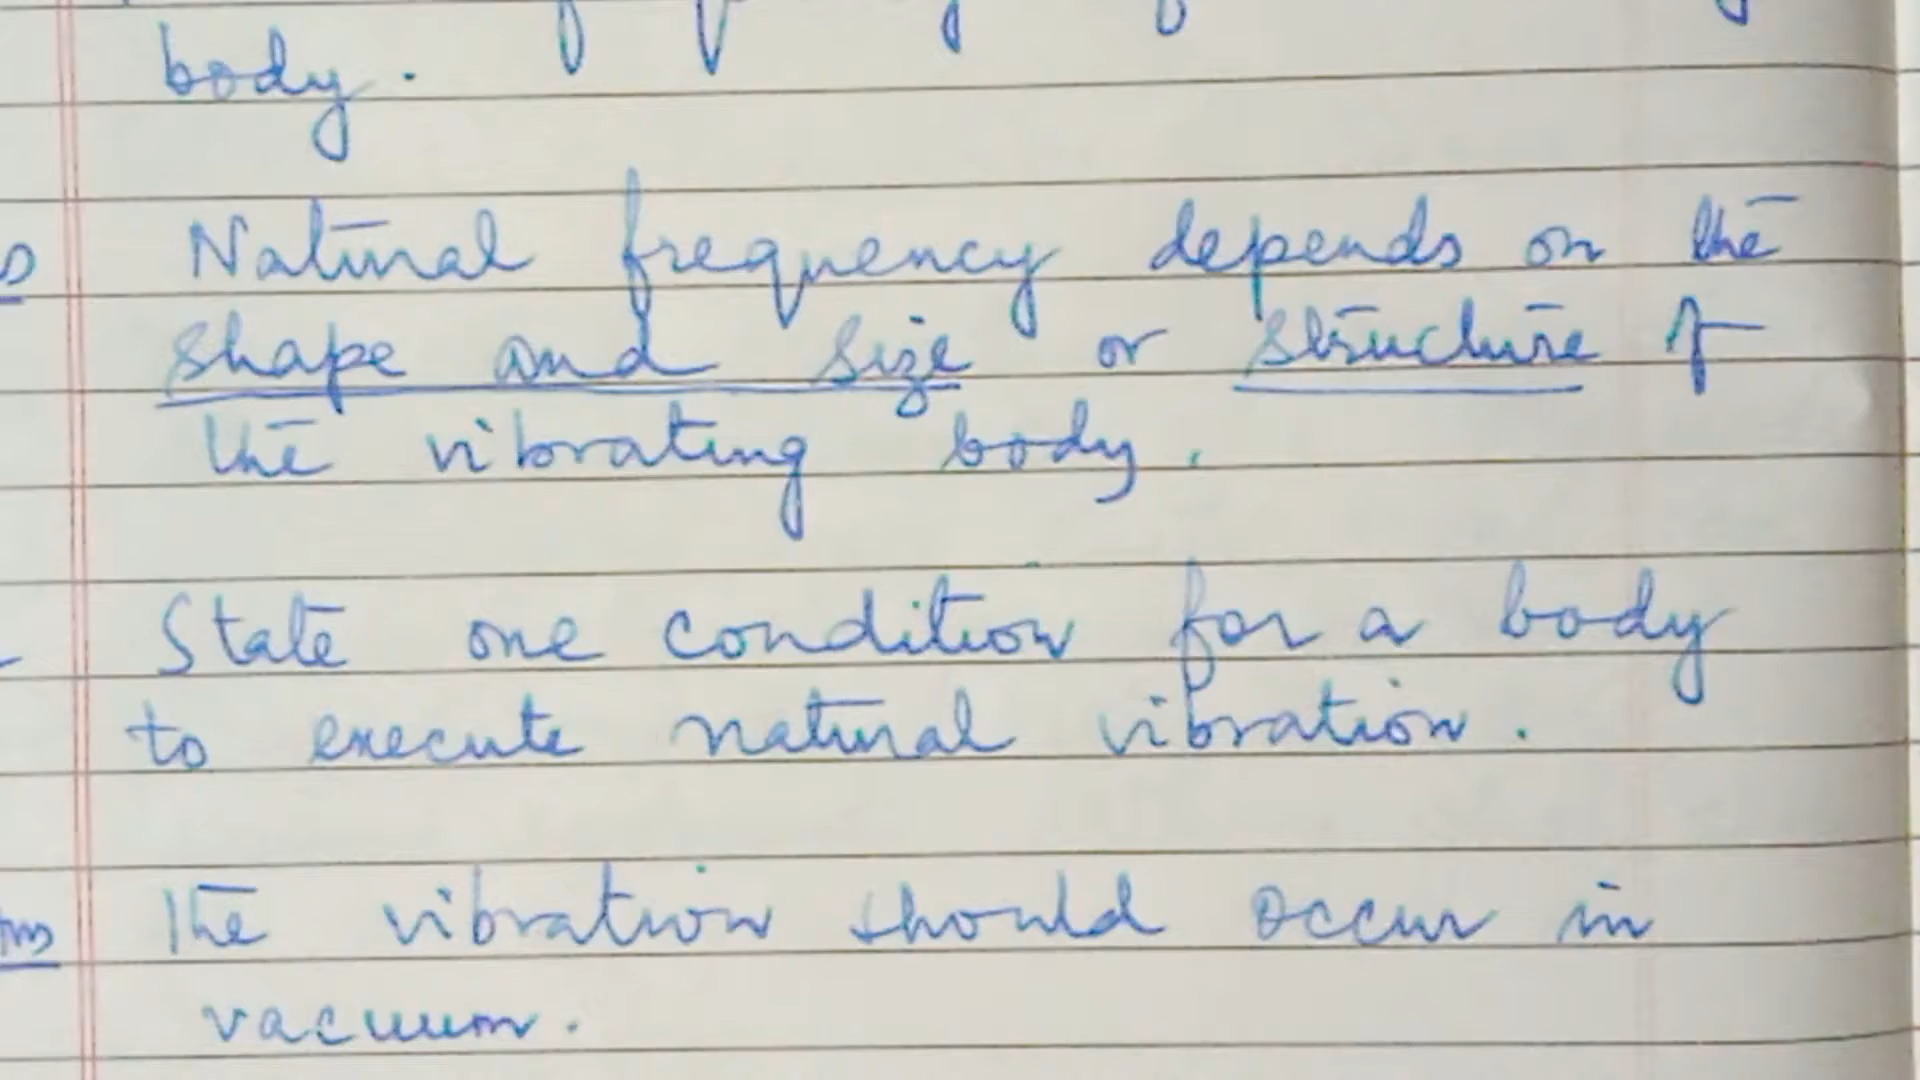 body.
Natural frequency depends on the
shape and size or structure of
the vibrating body.
State one condition for a body
to execute natural vibration.
Ans The vibration should occur in
vacuum.